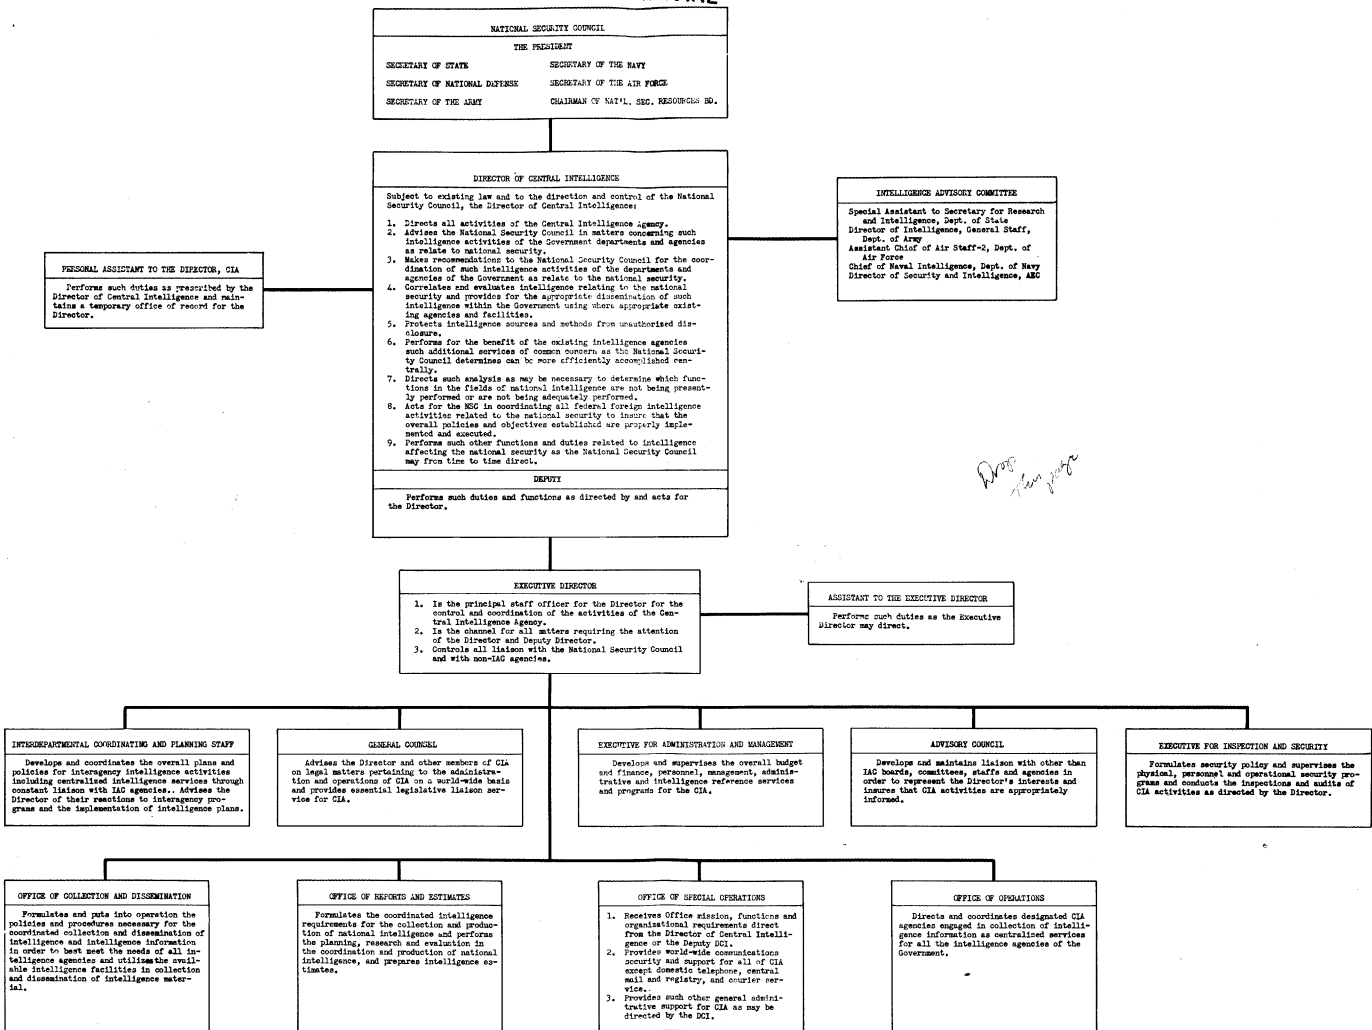 NATIONAL SECURITY COUNCIL
THE PRESIDENT
SECRETARY OF STATE
SECRETARY OF THE NAVY
SECRETARY OF NATIONAL DEFENSE
SECRETARY OF THE AIR FORCE
SECRETARY OF THE ARMY
CHAIRMAN OF NAT'L. SEC. RESOURCES BD.
DIRECTOR OF CENTRAL INTELLIGENCE
Subject to existing law and to the direction and control of the National
Security Council, the Director of Central Intelligence:
1. Directs all activities of the Central Intelligence Agency.
2. Advises the National Security Council in matters concerning such
intelligence activities of the Government departments and agencies
as relate to national security.
3. Makes recommendations to the National Security Council for the coor-
dination of such intelligence activities of the departments and
agencies of the Government as relate to the national security.
4. Correlates and evaluates intelligence relating to the national
security and provides for the appropriate dissemination of such
intelligence within the Government using where appropriate exist-
ing agencies and facilities.
5. Protects intelligence sources and methods from unauthorized dis-
closure.
6. Performs for the benefit of the existing intelligence agencies
such additional services of common concern as the National Securi-
ty Council determines can be more efficiently accomplished cen-
trally.
7. Directs such analysis as may be necessary to determine which func-
tions in the fields of national intelligence are not being present-
ly performed or are not being adequately performed.
8. Acts for the NSC in coordinating all federal foreign intelligence
activities related to the national security to insure that the
overall policies and objectives established are properly imple-
mented and executed.
9. Performs such other functions and duties related to intelligence
affecting the national security as the National Security Council
may from time to time direct.
DEPUTY
Performs such duties and functions as directed by and acts for
the Director.
INTELLIGENCE ADVISORY COMMITTEE
Special Assistant to Secretary for Research
and Intelligence, Dept. of State
Director of Intelligence, General Staff,
Dept. of Army
Assistant Chief of Air Staff-2, Dept. of
Air Force
Chief of Naval Intelligence, Dept. of Navy
Director of Security and Intelligence, AEC
PERSONAL ASSISTANT TO THE DIRECTOR, CIA
Performs such duties as prescribed by the
Director of Central Intelligence and main-
tains a temporary office of record for the
Director.
Drop
this page
EXECUTIVE DIRECTOR
1. Is the principal staff officer for the Director for the
control and coordination of the activities of the Cen-
tral Intelligence Agency.
2. Is the channel for all matters requiring the attention
of the Director and Deputy Director.
3. Controls all liaison with the National Security Council
and with non-IAC agencies.
ASSISTANT TO THE EXECUTIVE DIRECTOR
Performs such duties as the Executive
Director may direct.
INTERDEPARTMENTAL COORDINATING AND PLANNING STAFF
Develops and coordinates the overall plans and
policies for interagency intelligence activities
including centralized intelligence services through
constant liaison with IAC agencies.. Advises the
Director of their reactions to interagency pro-
grams and the implementation of intelligence plans.
GENERAL COUNSEL
Advises the Director and other members of CIA
on legal matters pertaining to the administra-
tion and operations of CIA on a world-wide basis
and provides essential legislative liaison ser-
vice for CIA.
EXECUTIVE FOR ADMINISTRATION AND MANAGEMENT
Develops and supervises the overall budget
and finance, personnel, management, adminis-
trative and intelligence reference services
and programs for the CIA.
ADVISORY COUNCIL
Develops and maintains liaison with other than
IAC boards, committees, staffs and agencies in
order to represent the Director's interests and
insures that CIA activities are appropriately
informed.
EXECUTIVE FOR INSPECTION AND SECURITY
Formulates security policy and supervises the
physical, personnel and operational security pro-
grams and conducts the inspections and audits of
CIA activities as directed by the Director.
OFFICE OF COLLECTION AND DISSEMINATION
Formulates and puts into operation the
policies and procedures necessary for the
coordinated collection and dissemination of
intelligence and intelligence information
in order to best meet the needs of all in-
telligence agencies and utilizes the avail-
able intelligence facilities in collection
and dissemination of intelligence mater-
ial.
OFFICE OF REPORTS AND ESTIMATES
Formulates the coordinated intelligence
requirements for the collection and produc-
tion of national intelligence and performs
the planning, research and evaluation in
the coordination and production of national
intelligence, and prepares intelligence es-
timates.
OFFICE OF SPECIAL OPERATIONS
1. Receives Office mission, functions and
organizational requirements direct
from the Director of Central Intelli-
gence or the Deputy DCI.
2. Provides world-wide communications
security and support for all of CIA
except domestic telephone, central
mail and registry, and courier ser-
vice.
3. Provides such other general admini-
trative support for CIA as may be
directed by the DCI.
OFFICE OF OPERATIONS
Directs and coordinates designated CIA
agencies engaged in collection of intelli-
gence information as centralized services
for all the intelligence agencies of the
Government.